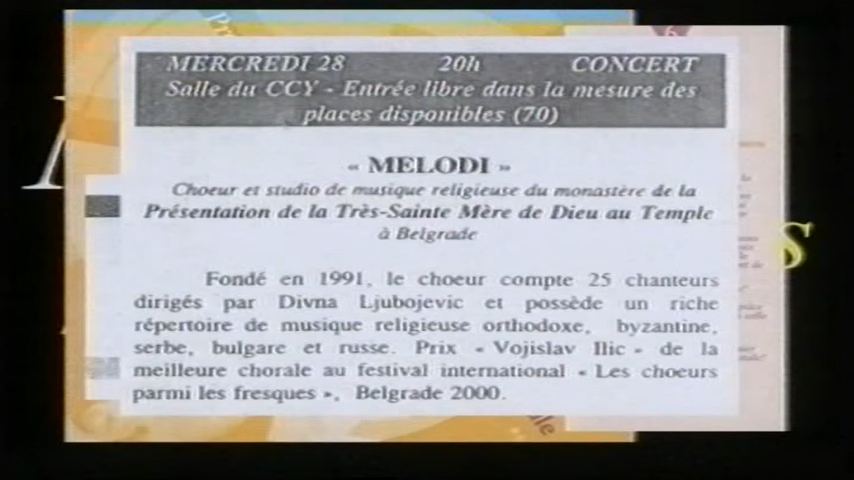 MERCREDI 28 20h CONCERT
Salle du CCY - Entrée libre dans la mesure des
places disponibles (70)
« MELODI »
Choeur et studio de musique religieuse du monastère de la
Présentation de la Très-Sainte Mère de Dieu au Temple
à Belgrade
Fondé en 1991, le choeur compte 25 chanteurs
dirigés par Divna Ljubojevic et possède un riche
répertoire de musique religieuse orthodoxe, byzantine,
serbe, bulgare et russe. Prix « Vojislav Ilic » de la
meilleure chorale au festival international « Les choeurs
parmi les fresques », Belgrade 2000.
s